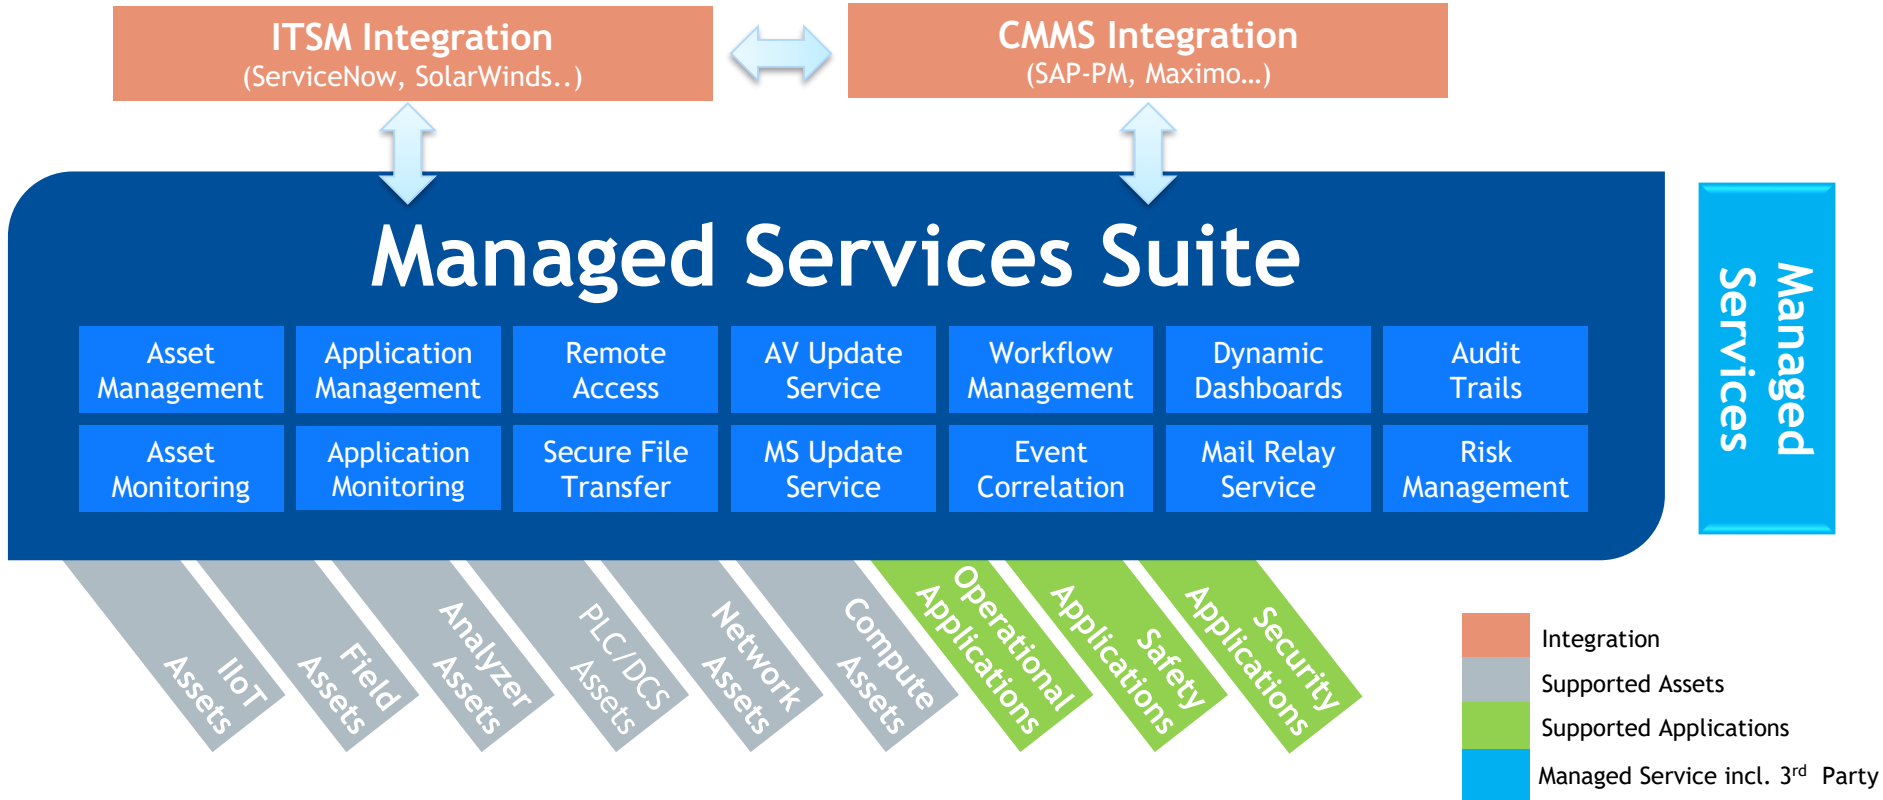 ITSM Integration
(ServiceNow, SolarWinds..)
CMMS Integration
(SAP-PM, Maximo…)
Managed Services Suite
Asset
Management
Application
Management
Remote
Access
AV Update
Service
Workflow
Management
Dynamic
Dashboards
Audit
Trails
Asset
Monitoring
Application
Monitoring
Secure File
Transfer
MS Update
Service
Event
Correlation
Mail Relay
Service
Risk
Management
Managed
Services
IIoT
Assets
Field
Assets
Analyzer
Assets
PLC/DCS
Assets
Network
Assets
Compute
Assets
Operational
Applications
Safety
Applications
Security
Applications
Integration
Supported Assets
Supported Applications
Managed Service incl. 3rd Party